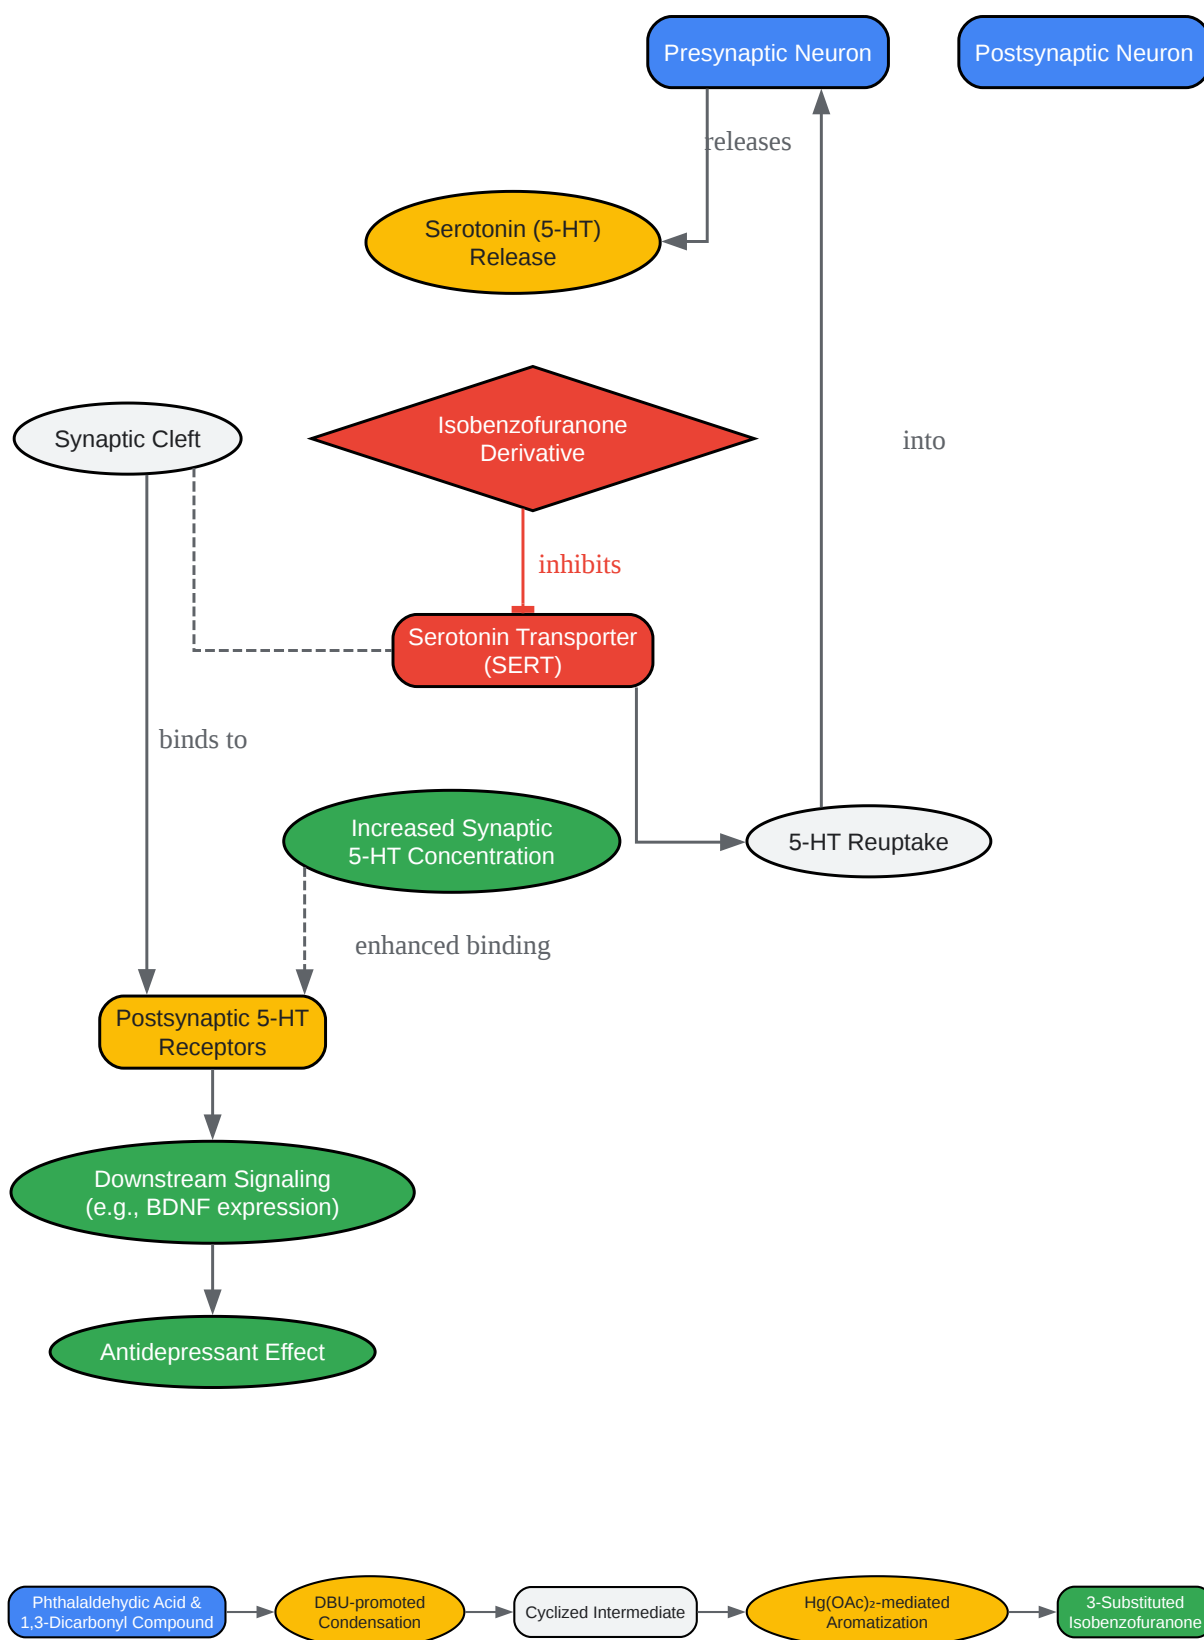 Presynaptic Neuron
Postsynaptic Neuron
releases
Serotonin (5-HT)
Release
Isobenzofuranone
Derivative
Synaptic Cleft
into
inhibits
Serotonin Transporter
(SERT)
binds to
Increased Synaptic
5-HT Concentration
5-HT Reuptake
enhanced binding
Postsynaptic 5-HT
Receptors
Downstream Signaling
(e.g., BDNF expression)
Antidepressant Effect
Phthalaldehydic Acid &
1,3-Dicarbonyl Compound
DBU-promoted
Condensation
Cyclized Intermediate
Hg(OAc)₂-mediated
Aromatization
3-Substituted
Isobenzofuranone